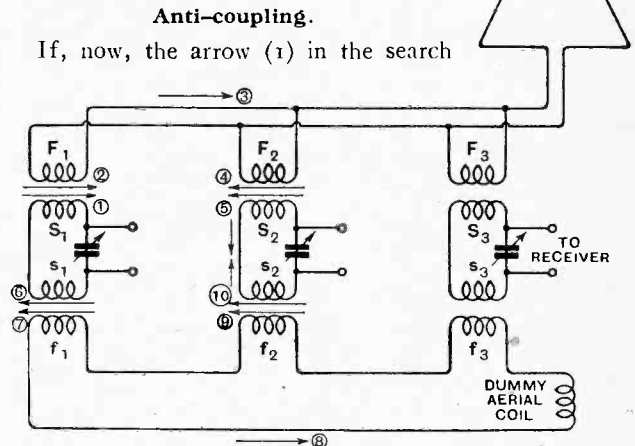 Anti-coupling.
If, now, the arrow (1) in the search
③
F₁ ② F₂ ④ F₃
① ⑤
S₁ S₂ S₃
TO RECEIVER
s₁ s₂ s₃
⑥ ⑩
⑦ ⑨
f₁ f₂ f₃
DUMMY
AERIAL
COIL
⑧